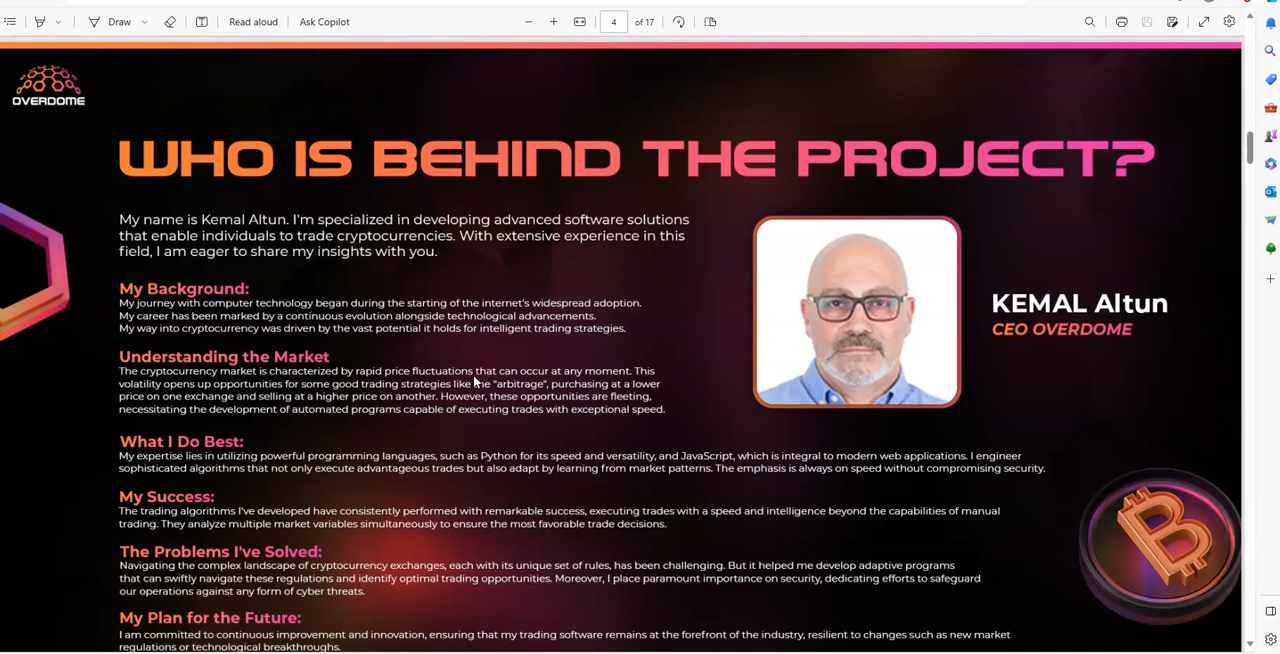 Draw
Read aloud
Ask Copilot
4
of 17
OVERDOME
WHO IS BEHIND THE PROJECT?
My name is Kemal Altun. I'm specialized in developing advanced software solutions
that enable individuals to trade cryptocurrencies. With extensive experience in this
field, I am eager to share my insights with you.
KEMAL Altun
CEO OVERDOME
My Background:
My journey with computer technology began during the starting of the internet's widespread adoption.
My career has been marked by a continuous evolution alongside technological advancements.
My way into cryptocurrency was driven by the vast potential it holds for intelligent trading strategies.
Understanding the Market
The cryptocurrency market is characterized by rapid price fluctuations that can occur at any moment. This
volatility opens up opportunities for some good trading strategies like the "arbitrage", purchasing at a lower
price on one exchange and selling at a higher price on another. However, these opportunities are fleeting,
necessitating the development of automated programs capable of executing trades with exceptional speed.
What I Do Best:
My expertise lies in utilizing powerful programming languages, such as Python for its speed and versatility, and JavaScript, which is integral to modern web applications. I engineer
sophisticated algorithms that not only execute advantageous trades but also adapt by learning from market patterns. The emphasis is always on speed without compromising security.
My Success:
The trading algorithms I've developed have consistently performed with remarkable success, executing trades with a speed and intelligence beyond the capabilities of manual
trading. They analyze multiple market variables simultaneously to ensure the most favorable trade decisions.
The Problems I've Solved:
Navigating the complex landscape of cryptocurrency exchanges, each with its unique set of rules, has been challenging. But it helped me develop adaptive programs
that can swiftly navigate these regulations and identify optimal trading opportunities. Moreover, I place paramount importance on security, dedicating efforts to safeguard
our operations against any form of cyber threats.
My Plan for the Future:
I am committed to continuous improvement and innovation, ensuring that my trading software remains at the forefront of the industry, resilient to changes such as new market
regulations or technological breakthroughs.